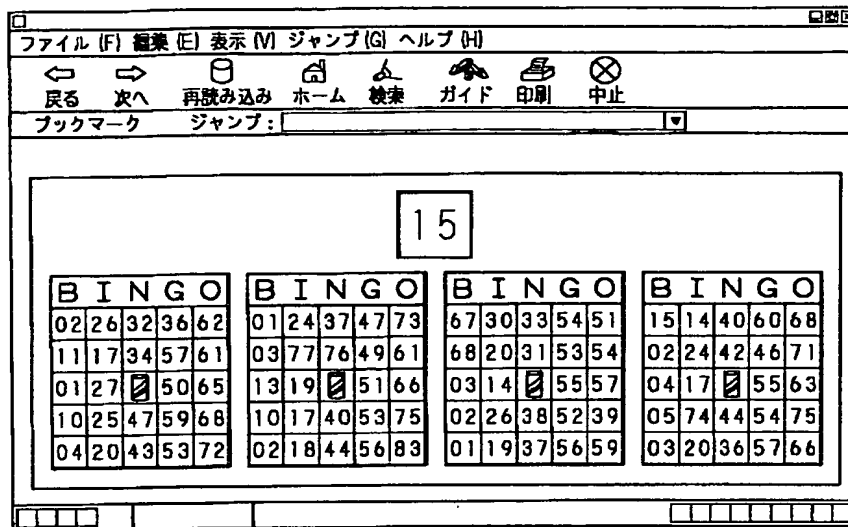 ファイル (F) 編集 (E) 表示 (V) ジャンプ (G) ヘルプ (H)
戻る 次へ 再読み込み ホーム 検索 ガイド 印刷 中止
ブックマーク ジャンプ :
15
B I N G O B I N G O B I N G O B I N G O
02 26 32 36 62 01 24 37 47 73 67 30 33 54 51 15 14 40 60 68
11 17 34 57 61 03 77 76 49 61 68 20 31 53 54 02 24 42 46 71
01 27 50 65 13 19 51 66 03 14 55 57 04 17 55 63
10 25 47 59 68 10 17 40 53 75 02 26 38 52 39 05 74 44 54 75
04 20 43 53 72 02 18 44 56 83 01 19 37 56 59 03 20 36 57 66